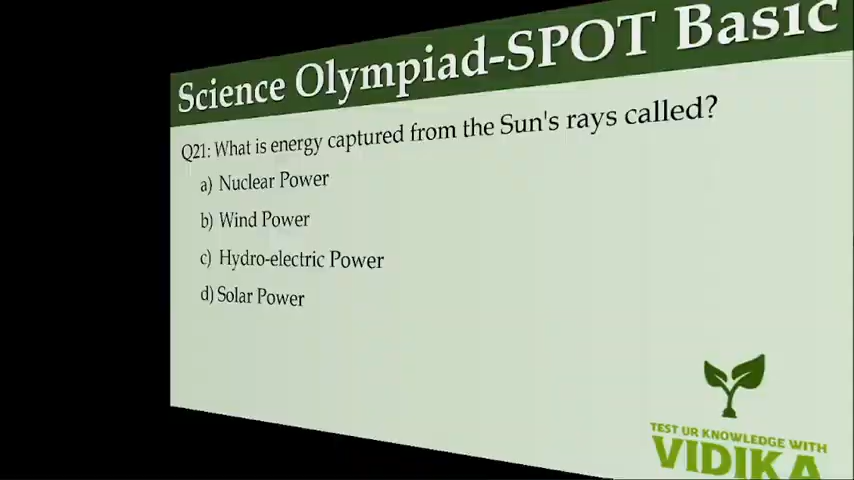 Science Olympiad-SPOT Basic
Q21: What is energy captured from the Sun's rays called?
a) Nuclear Power
b) Wind Power
c) Hydro-electric Power
d) Solar Power
TEST UR KNOWLEDGE WITH
VIDIKA